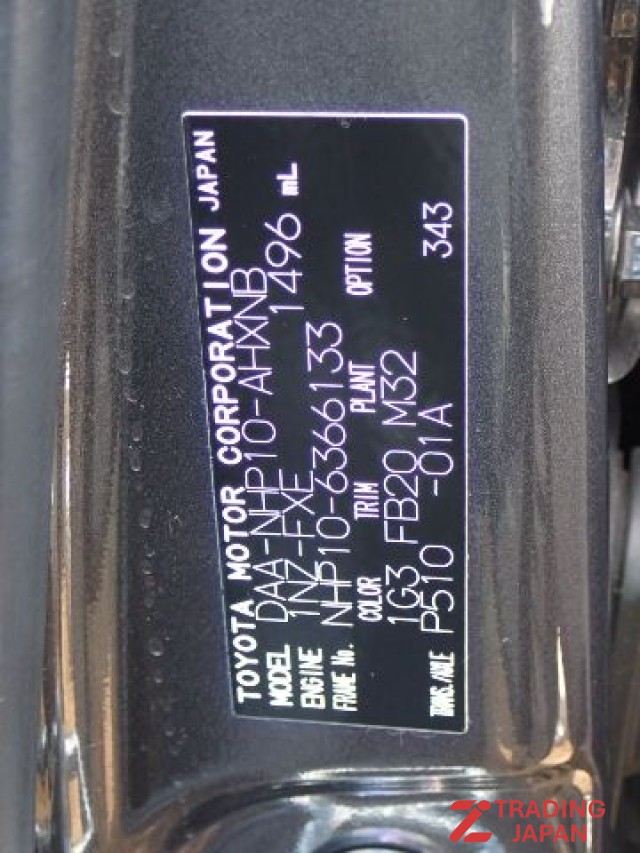 TOYOTA MOTOR CORPORATION JAPAN
MODEL DAA-NHP10-AHXNB
ENGINE 1NZ-FXE 1496 mL
FRAME No. NHP10-6366133
COLOR TRIM PLANT OPTION
1G3 FB20 M32
TRANS./AXLE P510 -01A 343
Z TRADING
JAPAN